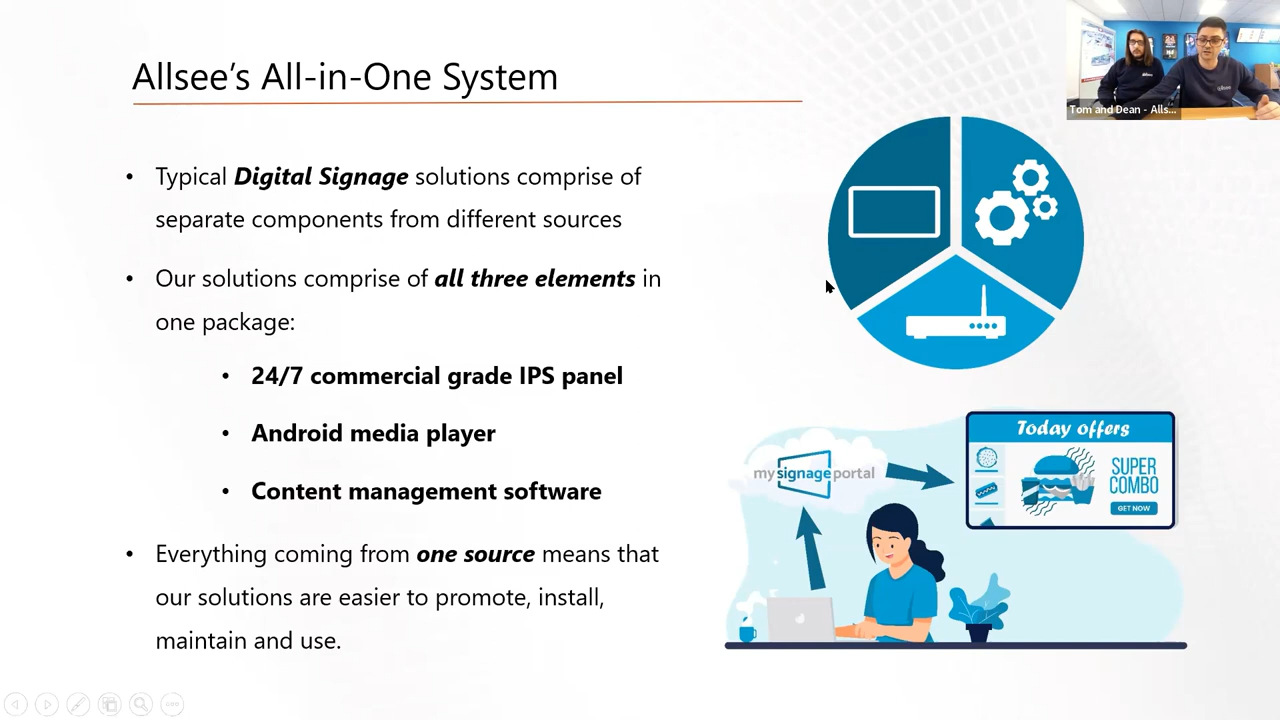 Allsee's All-in-One System
Tom and Dean - Alls...
• Typical Digital Signage solutions comprise of
separate components from different sources
• Our solutions comprise of all three elements in
one package:
• 24/7 commercial grade IPS panel
• Android media player
• Content management software
• Everything coming from one source means that
our solutions are easier to promote, install,
maintain and use.
mysignageportal
Today offers
SUPER
COMBO
GET NOW